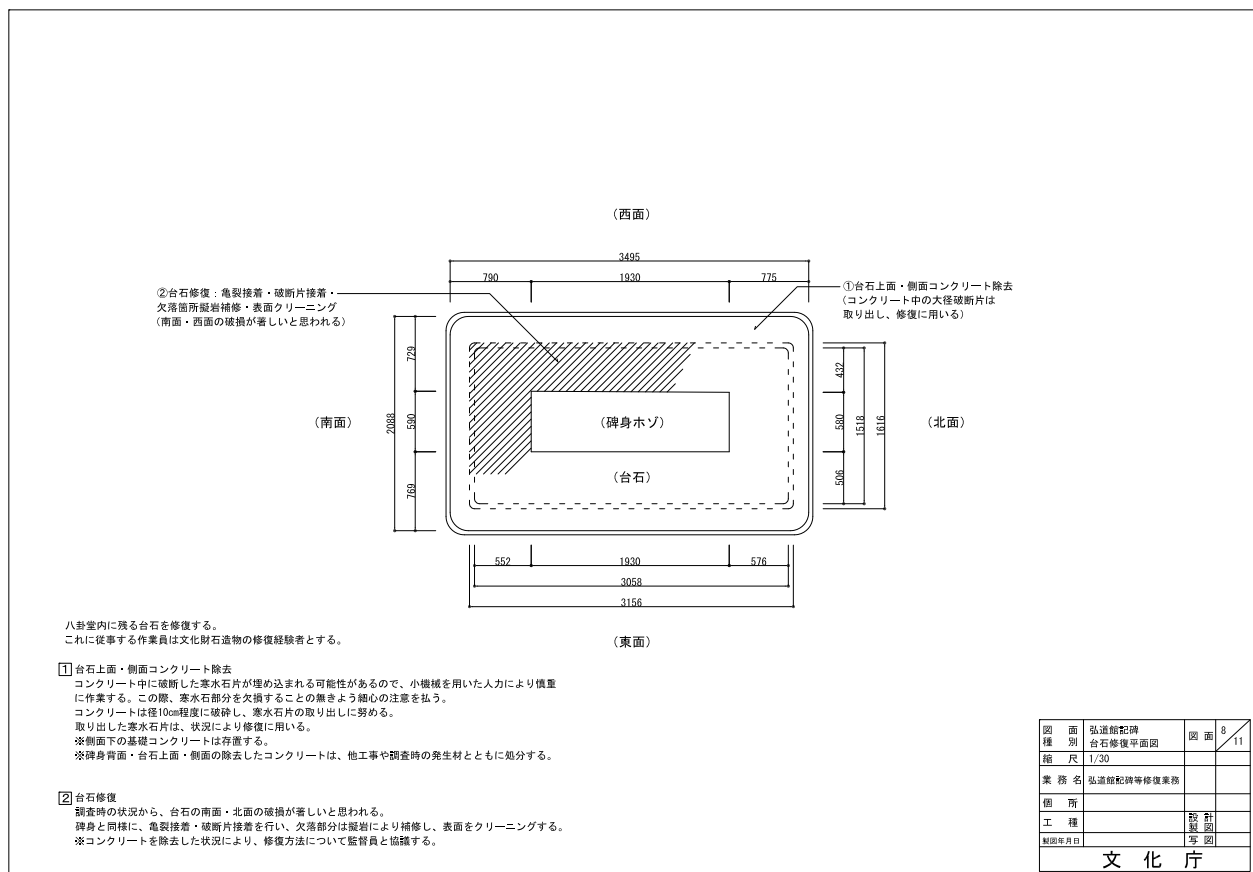 (西面)
3495
790
1930
775
②台石修復：亀裂接着・破断片接着・
欠落箇所擬岩補修・表面クリーニング
(南面・西面の破損が著しいと思われる)
①台石上面・側面コンクリート除去
(コンクリート中の大径破断片は
取り出し、修復に用いる)
729
590
769
2088
432
580
506
1518
1616
(南面)
(碑身ホゾ)
(北面)
(台石)
552
1930
576
3058
3156
(東面)
八卦堂内に残る台石を修復する。
これに従事する作業員は文化財石造物の修復経験者とする。
1 台石上面・側面コンクリート除去
コンクリート中に破断した寒水石片が埋め込まれる可能性があるので、小機械を用いた人力により慎重
に作業する。この際、寒水石部分を欠損することの無きよう細心の注意を払う。
コンクリートは径10cm程度に破砕し、寒水石片の取り出しに努める。
取り出した寒水石片は、状況により修復に用いる。
※側面下の基礎コンクリートは存置する。
※碑身背面・台石上面・側面の除去したコンクリートは、他工事や調査時の発生材とともに処分する。
2 台石修復
調査時の状況から、台石の南面・北面の破損が著しいと思われる。
碑身と同様に、亀裂接着・破断片接着を行い、欠落部分は擬岩により補修し、表面をクリーニングする。
※コンクリートを除去した状況により、修復方法について監督員と協議する。
図面種別 弘道館記碑 台石修復平面図 図面 8/11
縮尺 1/30
業務名 弘道館記碑等修復業務
個所
工種 設計製図
製図年月日 写図
文化庁